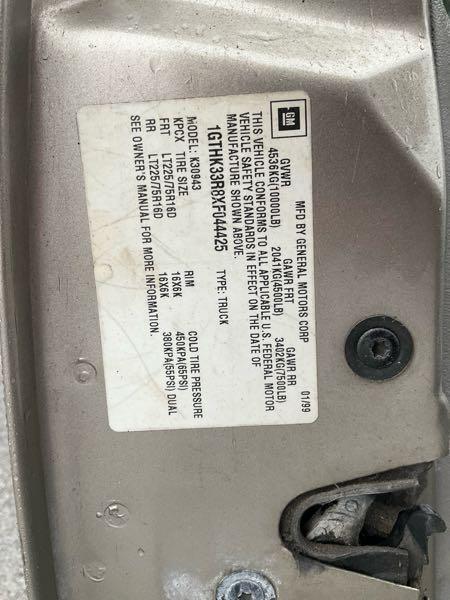 GM
MFD BY GENERAL MOTORS CORP 01/99
GVWR GAWR FRT GAWR RR
4536KG(10000LB) 2041KG(4500LB) 3402KG(7500LB)
THIS VEHICLE CONFORMS TO ALL APPLICABLE U.S. FEDERAL MOTOR
VEHICLE SAFETY STANDARDS IN EFFECT ON THE DATE OF
MANUFACTURE SHOWN ABOVE.
1GTHK33R8XF044425 TYPE: TRUCK
MODEL: K30943
KPCX TIRE SIZE RIM COLD TIRE PRESSURE
FRT LT225/75R16D 16X6K 450KPA(65PSI)
RR LT225/75R16D 16X6K 380KPA(55PSI) DUAL
SEE OWNER'S MANUAL FOR MORE INFORMATION.